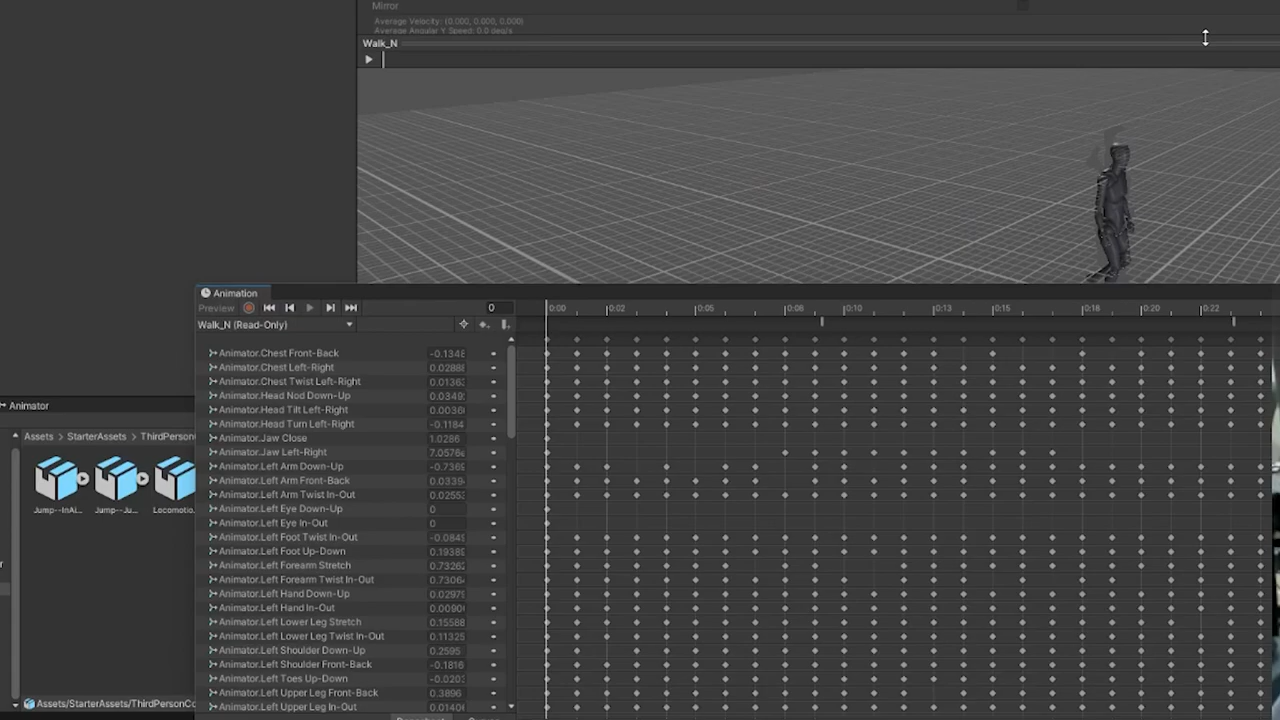 Mirror
Average Velocity: (0.000, 0.000, 0.000)
Average Angular Y Speed: 0.0 deg/s
Walk_N
Animation
Preview 0 0:00 0:02 0:05 0:08 0:10 0:13 0:15 0:18 0:20 0:22
Walk_N (Read-Only)
Animator.Chest Front-Back -0.1348
Animator.Chest Left-Right 0.02888
Animator.Chest Twist Left-Right 0.01363
Animator.Head Nod Down-Up 0.0349
Animator.Head Tilt Left-Right 0.0036
Animator.Head Turn Left-Right -0.1184
Animator.Jaw Close 1.0286
Animator.Jaw Left-Right 7.0576
Animator.Left Arm Down-Up -0.7369
Animator.Left Arm Front-Back 0.0339
Animator.Left Arm Twist In-Out 0.0255
Animator.Left Eye Down-Up 0
Animator.Left Eye In-Out 0
Animator.Left Foot Twist In-Out -0.0849
Animator.Left Foot Up-Down 0.1938
Animator.Left Forearm Stretch 0.7326
Animator.Left Forearm Twist In-Out 0.7306
Animator.Left Hand Down-Up 0.0297
Animator.Left Hand In-Out 0.0090
Animator.Left Lower Leg Stretch 0.15588
Animator.Left Lower Leg Twist In-Out 0.11325
Animator.Left Shoulder Down-Up 0.2595
Animator.Left Shoulder Front-Back -0.1816
Animator.Left Toes Up-Down -0.020
Animator.Left Upper Leg Front-Back 0.3896
Animator.Left Upper Leg In-Out 0.0140
Animator
Assets StarterAssets ThirdPerson
Jump--InAi... Jump--Ju... Locomotio..
Assets/StarterAssets/ThirdPersonCo